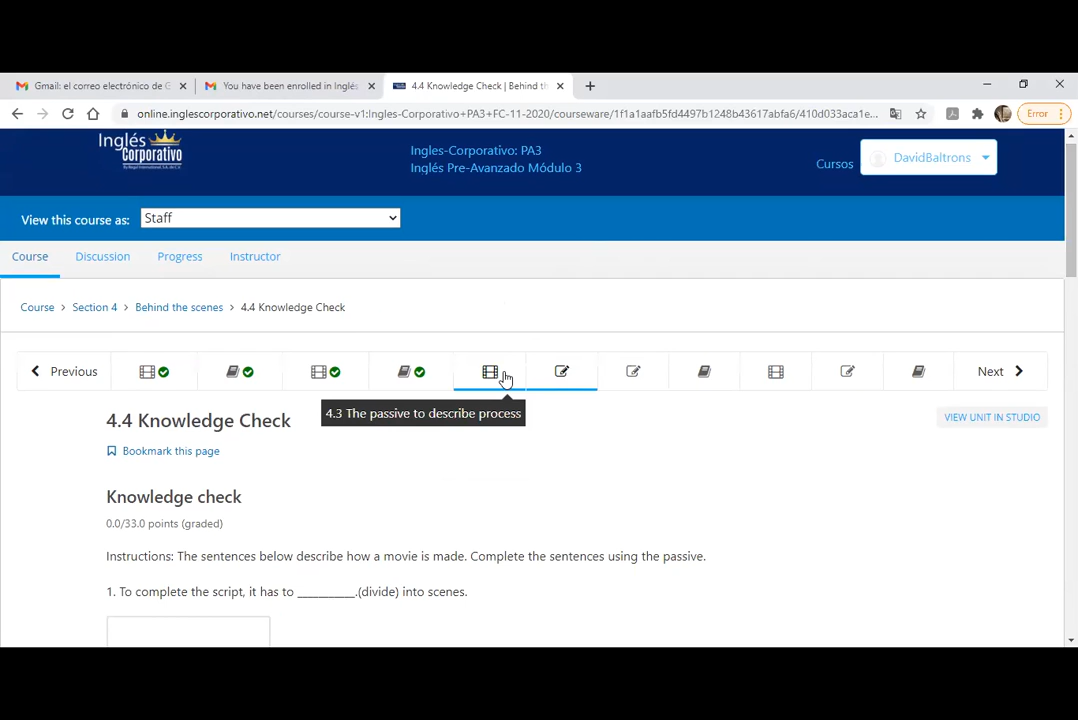 Gmail: el correo electrónico de G
You have been enrolled in Inglés
4.4 Knowledge Check | Behind th
online.inglescorporativo.net/courses/course-v1:Ingles-Corporativo+PA3+FC-11-2020/courseware/1f1a1aafb5fd4497b1248b43617abfa6/410d033aca1e...
Error
Inglés
Corporativo
Ingles-Corporativo: PA3
Inglés Pre-Avanzado Módulo 3
Cursos
DavidBaltrons
View this course as:
Staff
Course
Discussion
Progress
Instructor
Course > Section 4 > Behind the scenes > 4.4 Knowledge Check
Previous
Next
4.3 The passive to describe process
4.4 Knowledge Check
VIEW UNIT IN STUDIO
Bookmark this page
Knowledge check
0.0/33.0 points (graded)
Instructions: The sentences below describe how a movie is made. Complete the sentences using the passive.
1. To complete the script, it has to __________.(divide) into scenes.